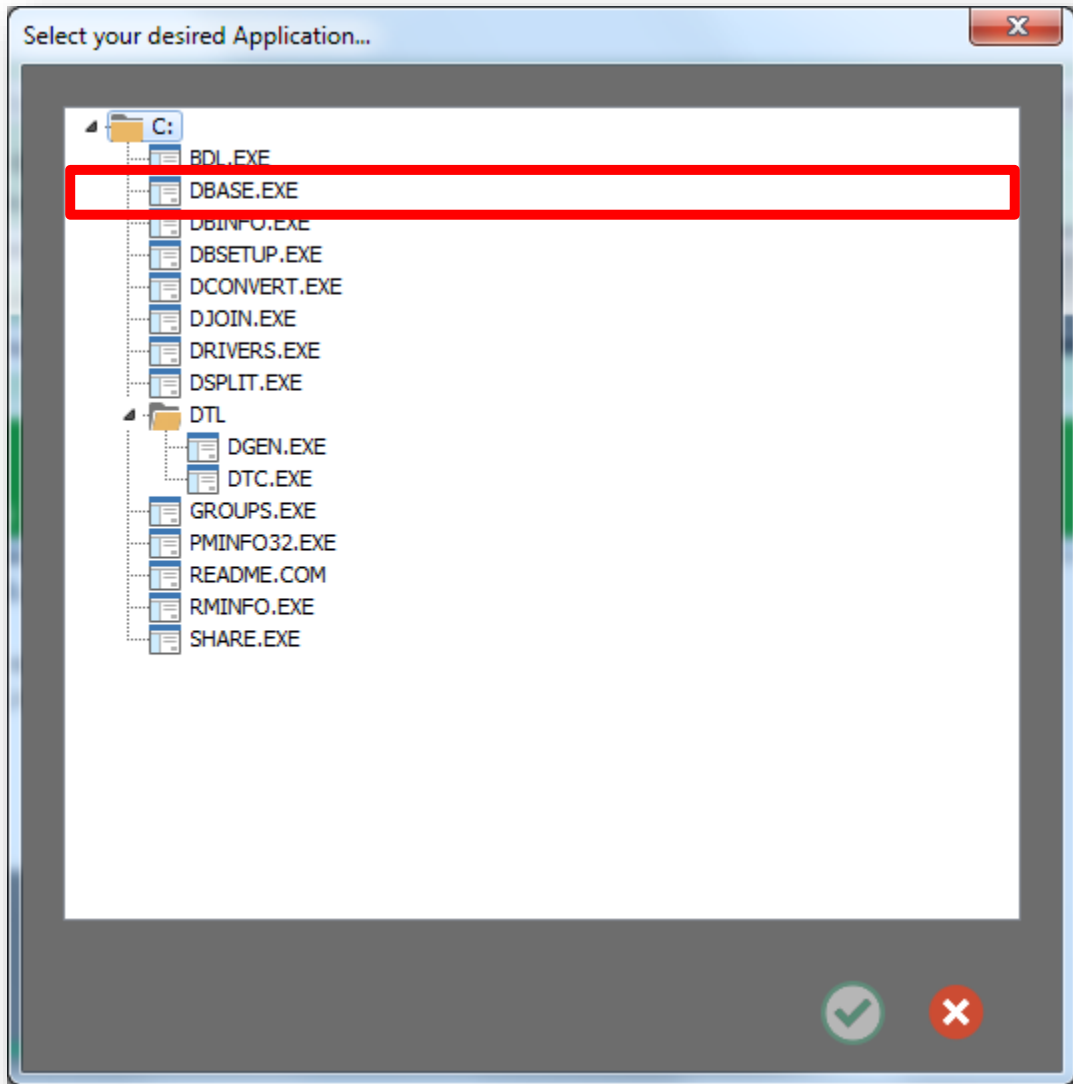 Select your desired Application...
C:
BDL.EXE
DBASE.EXE
DBINFO.EXE
DBSETUP.EXE
DCONVERT.EXE
DJOIN.EXE
DRIVERS.EXE
DSPLIT.EXE
DTL
DGEN.EXE
DTC.EXE
GROUPS.EXE
PMINFO32.EXE
README.COM
RMINFO.EXE
SHARE.EXE